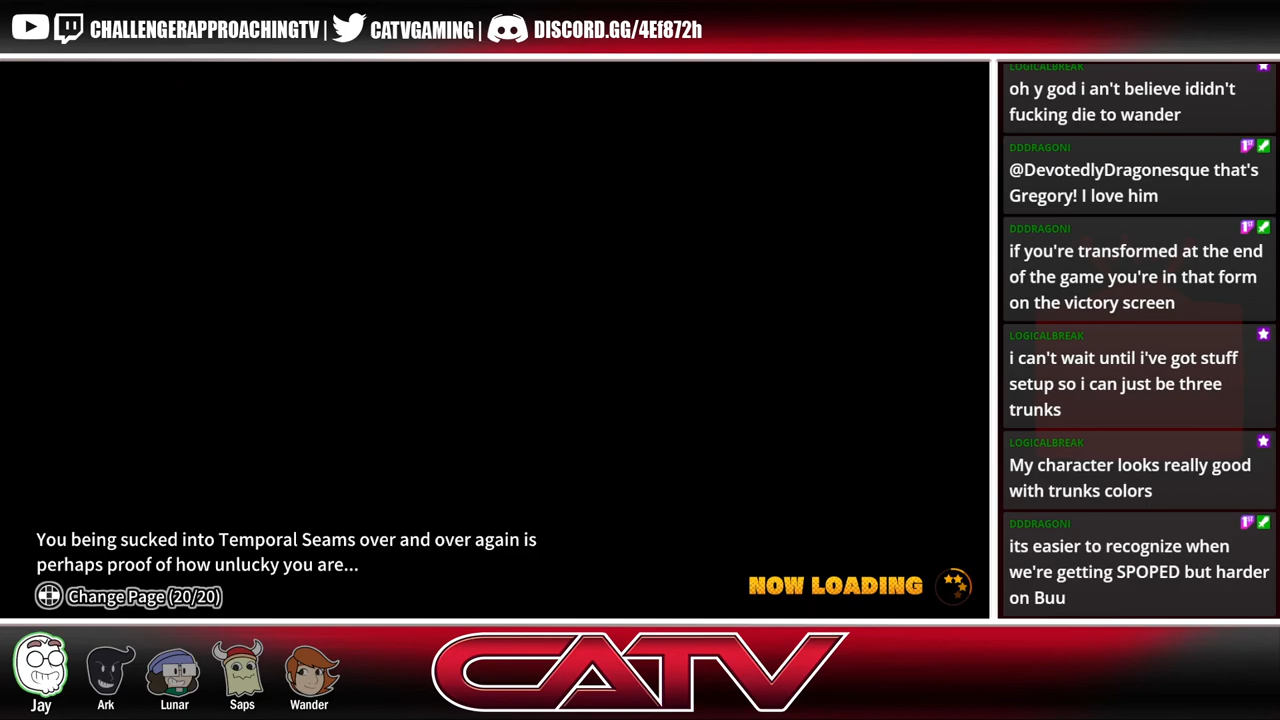 CHALLENGERAPPROACHINGTV | CATVGAMING | DISCORD.GG/4Ef872h
LOGICALBREAK
oh y god i an't believe ididn't
fucking die to wander
DDDRAGONI
@DevotedlyDragonesque that's
Gregory! I love him
DDDRAGONI
if you're transformed at the end
of the game you're in that form
on the victory screen
LOGICALBREAK
i can't wait until i've got stuff
setup so i can just be three
trunks
LOGICALBREAK
My character looks really good
with trunks colors
DDDRAGONI
its easier to recognize when
we're getting SPOPED but harder
on Buu
You being sucked into Temporal Seams over and over again is
perhaps proof of how unlucky you are...
Change Page (20/20)
NOW LOADING
Jay
Ark
Lunar
Saps
Wander
CATV